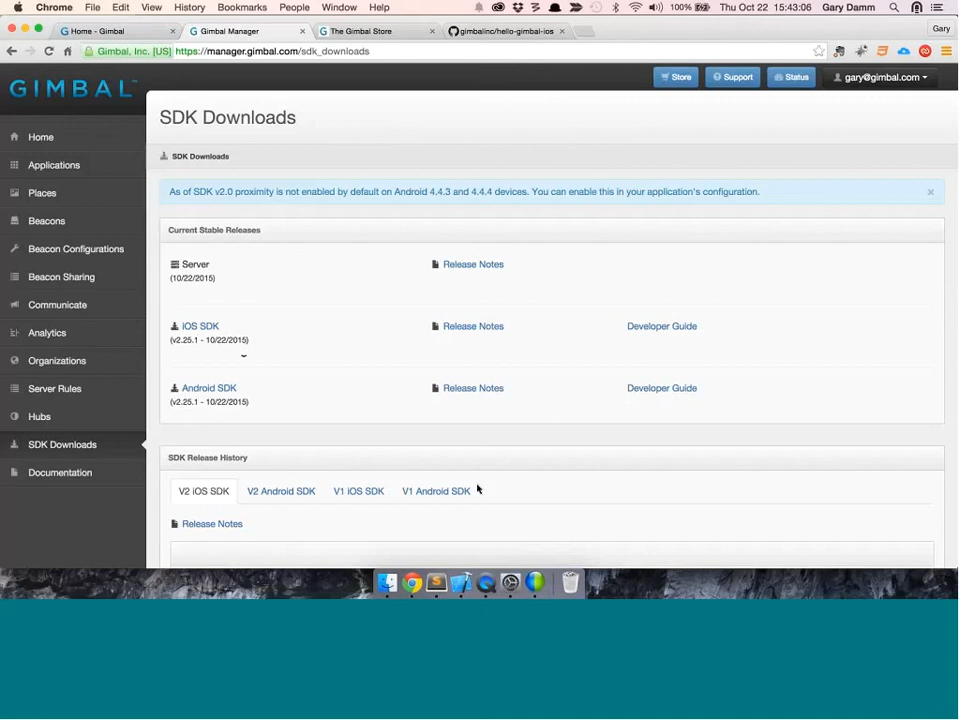 Chrome File Edit View History Bookmarks People Window Help 100% Thu Oct 22 15:43:06 Gary Damm
Home - Gimbal × Gimbal Manager × The Gimbal Store × gimbalinc/hello-gimbal-ios × Gary
Gimbal, Inc. [US] https://manager.gimbal.com/sdk_downloads
GIMBAL Store Support Status gary@gimbal.com
SDK Downloads
Home
SDK Downloads
Applications
Places
As of SDK v2.0 proximity is not enabled by default on Android 4.4.3 and 4.4.4 devices. You can enable this in your application's configuration. ×
Beacons
Current Stable Releases
Beacon Configurations
Server Release Notes
(10/22/2015)
Beacon Sharing
Communicate
iOS SDK Release Notes Developer Guide
Analytics
(v2.25.1 - 10/22/2015)
Organizations
Server Rules
Android SDK Release Notes Developer Guide
(v2.25.1 - 10/22/2015)
Hubs
SDK Downloads
SDK Release History
Documentation
V2 iOS SDK V2 Android SDK V1 iOS SDK V1 Android SDK
Release Notes